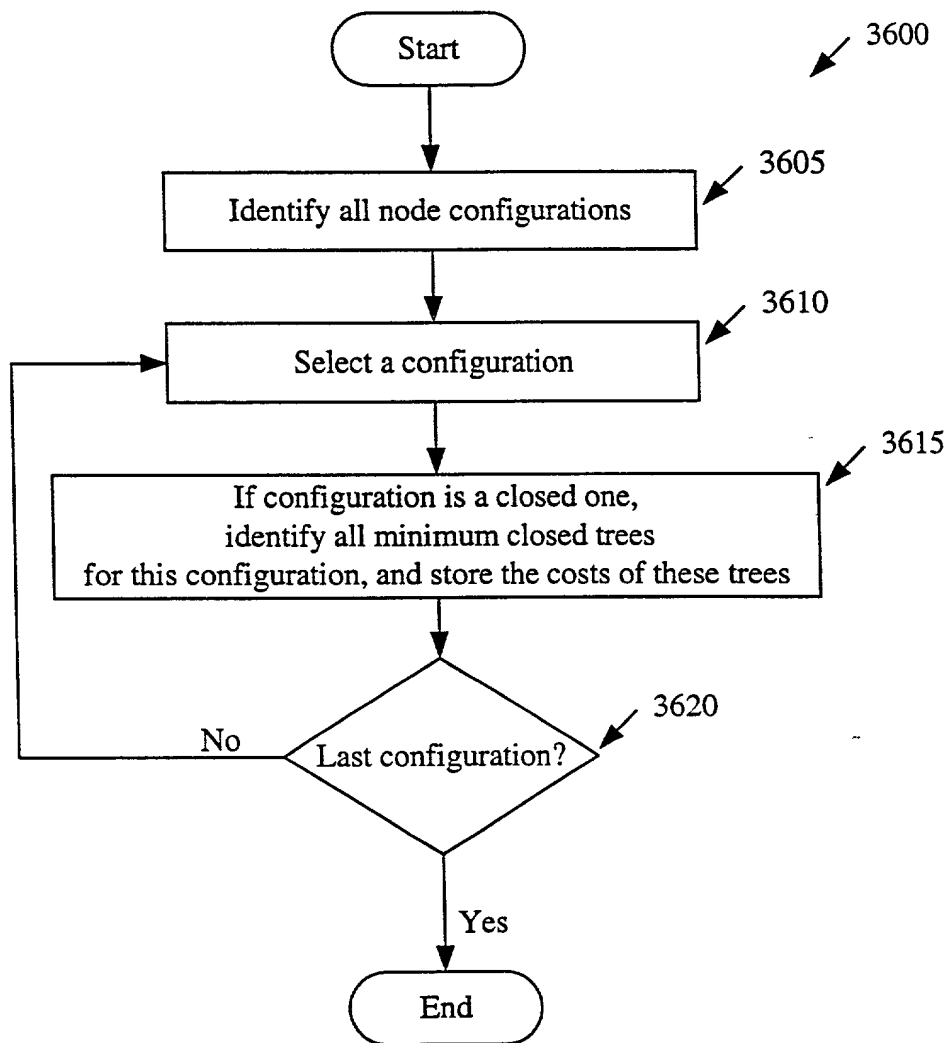 Start
3600
3605
Identify all node configurations
3610
Select a configuration
3615
If configuration is a closed one,
identify all minimum closed trees
for this configuration, and store the costs of these trees
3620
No
Last configuration?
Yes
End